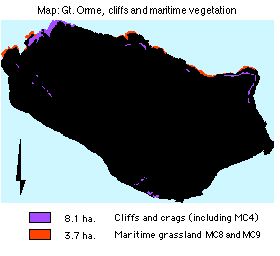 Map: Gt. Orme, cliffs and maritime vegetation
8.1 ha. Cliffs and crags (including MC4)
3.7 ha. Maritime grassland MC8 and MC9